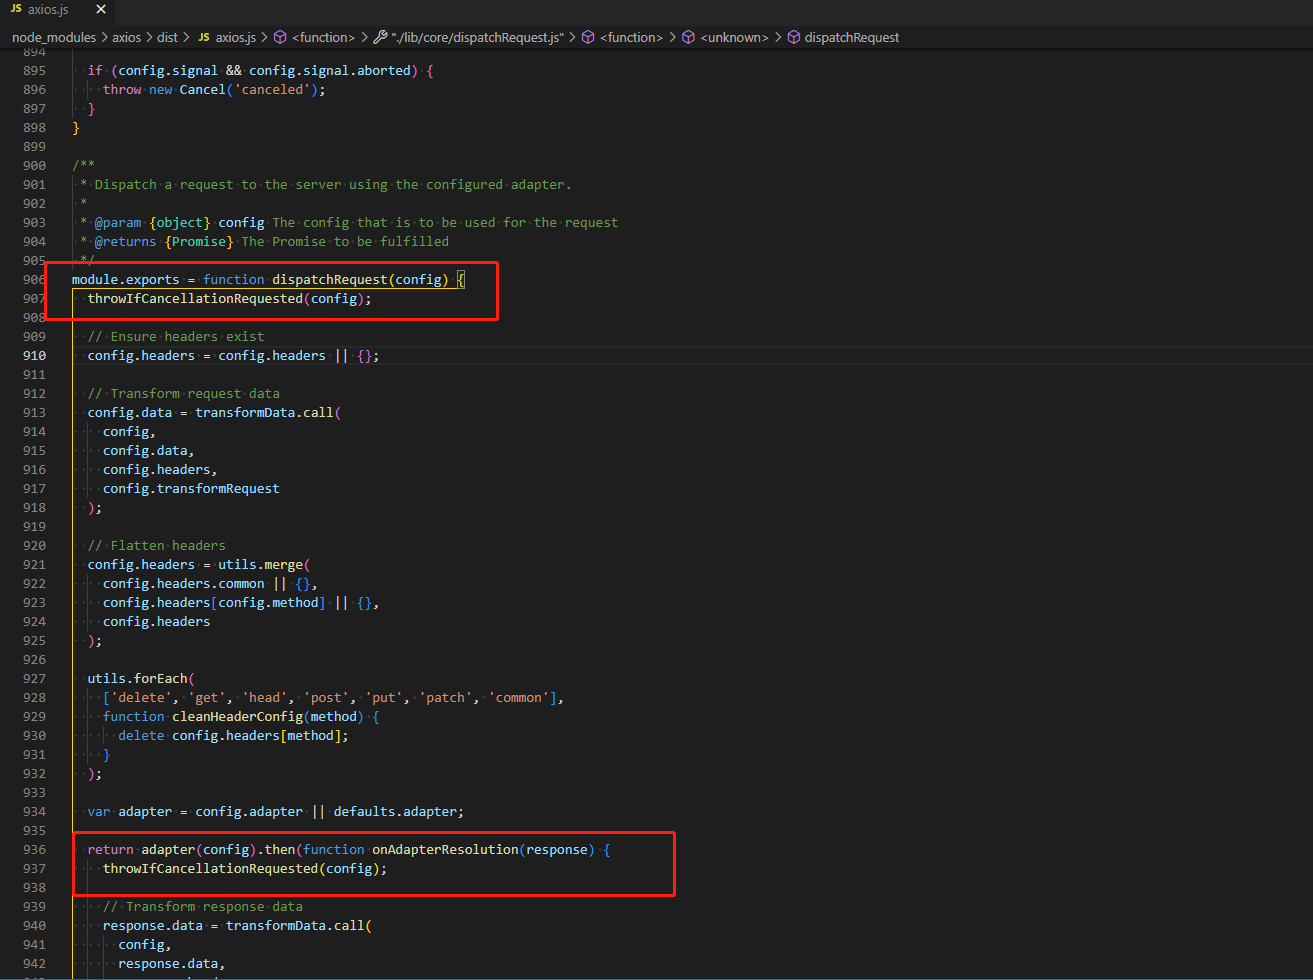 JS axios.js ×
node_modules > axios > dist > JS axios.js > <function> > "./lib/core/dispatchRequest.js" > <function> > <unknown> > dispatchRequest
894
895 if (config.signal && config.signal.aborted) {
896 throw new Cancel('canceled');
897 }
898 }
899
900 /**
901 * Dispatch a request to the server using the configured adapter.
902 *
903 * @param {object} config The config that is to be used for the request
904 * @returns {Promise} The Promise to be fulfilled
905 */
906 module.exports = function dispatchRequest(config) {
907 throwIfCancellationRequested(config);
908
909 // Ensure headers exist
910 config.headers = config.headers || {};
911
912 // Transform request data
913 config.data = transformData.call(
914 config,
915 config.data,
916 config.headers,
917 config.transformRequest
918 );
919
920 // Flatten headers
921 config.headers = utils.merge(
922 config.headers.common || {},
923 config.headers[config.method] || {},
924 config.headers
925 );
926
927 utils.forEach(
928 ['delete', 'get', 'head', 'post', 'put', 'patch', 'common'],
929 function cleanHeaderConfig(method) {
930 delete config.headers[method];
931 }
932 );
933
934 var adapter = config.adapter || defaults.adapter;
935
936 return adapter(config).then(function onAdapterResolution(response) {
937 throwIfCancellationRequested(config);
938
939 // Transform response data
940 response.data = transformData.call(
941 config,
942 response.data,